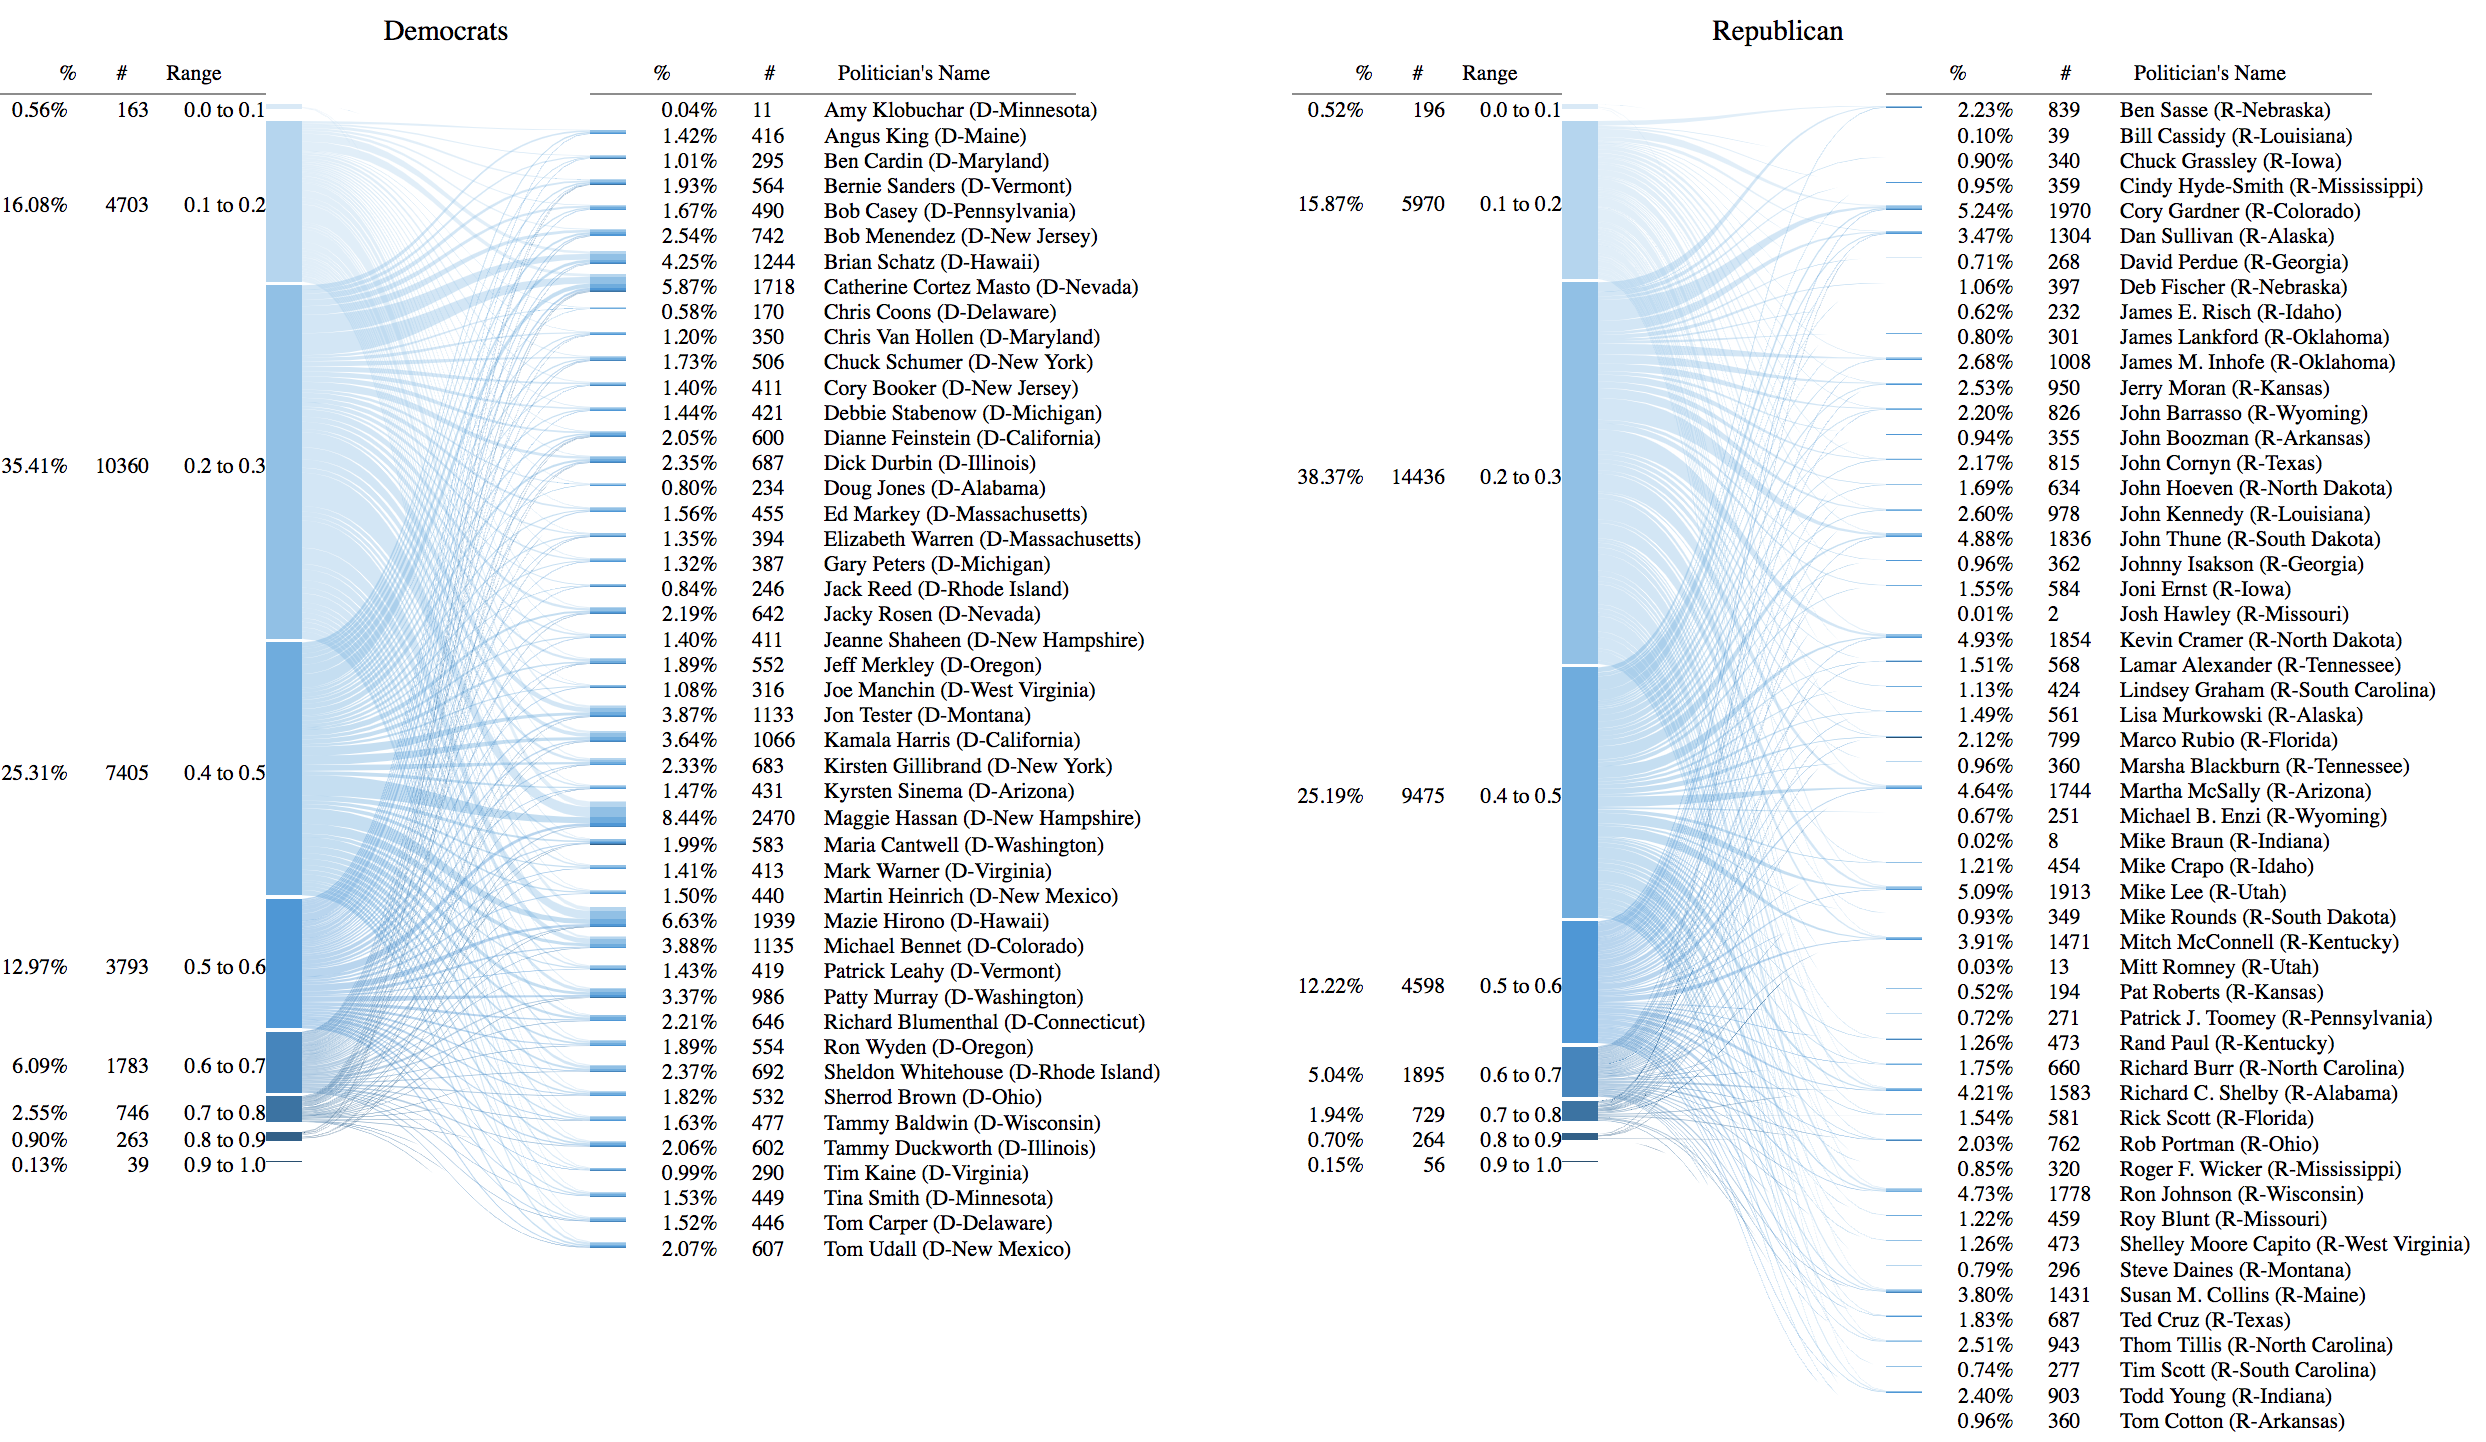 Democrats
% # Range
0.56% 163 0.0 to 0.1
16.08% 4703 0.1 to 0.2
35.41% 10360 0.2 to 0.3
25.31% 7405 0.4 to 0.5
12.97% 3793 0.5 to 0.6
6.09% 1783 0.6 to 0.7
2.55% 746 0.7 to 0.8
0.90% 263 0.8 to 0.9
0.13% 39 0.9 to 1.0
% # Politician's Name
0.04% 11 Amy Klobuchar (D-Minnesota)
1.42% 416 Angus King (D-Maine)
1.01% 295 Ben Cardin (D-Maryland)
1.93% 564 Bernie Sanders (D-Vermont)
1.67% 490 Bob Casey (D-Pennsylvania)
2.54% 742 Bob Menendez (D-New Jersey)
4.25% 1244 Brian Schatz (D-Hawaii)
5.87% 1718 Catherine Cortez Masto (D-Nevada)
0.58% 170 Chris Coons (D-Delaware)
1.20% 350 Chris Van Hollen (D-Maryland)
1.73% 506 Chuck Schumer (D-New York)
1.40% 411 Cory Booker (D-New Jersey)
1.44% 421 Debbie Stabenow (D-Michigan)
2.05% 600 Dianne Feinstein (D-California)
2.35% 687 Dick Durbin (D-Illinois)
0.80% 234 Doug Jones (D-Alabama)
1.56% 455 Ed Markey (D-Massachusetts)
1.35% 394 Elizabeth Warren (D-Massachusetts)
1.32% 387 Gary Peters (D-Michigan)
0.84% 246 Jack Reed (D-Rhode Island)
2.19% 642 Jacky Rosen (D-Nevada)
1.40% 411 Jeanne Shaheen (D-New Hampshire)
1.89% 552 Jeff Merkley (D-Oregon)
1.08% 316 Joe Manchin (D-West Virginia)
3.87% 1133 Jon Tester (D-Montana)
3.64% 1066 Kamala Harris (D-California)
2.33% 683 Kirsten Gillibrand (D-New York)
1.47% 431 Kyrsten Sinema (D-Arizona)
8.44% 2470 Maggie Hassan (D-New Hampshire)
1.99% 583 Maria Cantwell (D-Washington)
1.41% 413 Mark Warner (D-Virginia)
1.50% 440 Martin Heinrich (D-New Mexico)
6.63% 1939 Mazie Hirono (D-Hawaii)
3.88% 1135 Michael Bennet (D-Colorado)
1.43% 419 Patrick Leahy (D-Vermont)
3.37% 986 Patty Murray (D-Washington)
2.21% 646 Richard Blumenthal (D-Connecticut)
1.89% 554 Ron Wyden (D-Oregon)
2.37% 692 Sheldon Whitehouse (D-Rhode Island)
1.82% 532 Sherrod Brown (D-Ohio)
1.63% 477 Tammy Baldwin (D-Wisconsin)
2.06% 602 Tammy Duckworth (D-Illinois)
0.99% 290 Tim Kaine (D-Virginia)
1.53% 449 Tina Smith (D-Minnesota)
1.52% 446 Tom Carper (D-Delaware)
2.07% 607 Tom Udall (D-New Mexico)
Republican
% # Range
0.52% 196 0.0 to 0.1
15.87% 5970 0.1 to 0.2
38.37% 14436 0.2 to 0.3
25.19% 9475 0.4 to 0.5
12.22% 4598 0.5 to 0.6
5.04% 1895 0.6 to 0.7
1.94% 729 0.7 to 0.8
0.70% 264 0.8 to 0.9
0.15% 56 0.9 to 1.0
% # Politician's Name
2.23% 839 Ben Sasse (R-Nebraska)
0.10% 39 Bill Cassidy (R-Louisiana)
0.90% 340 Chuck Grassley (R-Iowa)
0.95% 359 Cindy Hyde-Smith (R-Mississippi)
5.24% 1970 Cory Gardner (R-Colorado)
3.47% 1304 Dan Sullivan (R-Alaska)
0.71% 268 David Perdue (R-Georgia)
1.06% 397 Deb Fischer (R-Nebraska)
0.62% 232 James E. Risch (R-Idaho)
0.80% 301 James Lankford (R-Oklahoma)
2.68% 1008 James M. Inhofe (R-Oklahoma)
2.53% 950 Jerry Moran (R-Kansas)
2.20% 826 John Barrasso (R-Wyoming)
0.94% 355 John Boozman (R-Arkansas)
2.17% 815 John Cornyn (R-Texas)
1.69% 634 John Hoeven (R-North Dakota)
2.60% 978 John Kennedy (R-Louisiana)
4.88% 1836 John Thune (R-South Dakota)
0.96% 362 Johnny Isakson (R-Georgia)
1.55% 584 Joni Ernst (R-Iowa)
0.01% 2 Josh Hawley (R-Missouri)
4.93% 1854 Kevin Cramer (R-North Dakota)
1.51% 568 Lamar Alexander (R-Tennessee)
1.13% 424 Lindsey Graham (R-South Carolina)
1.49% 561 Lisa Murkowski (R-Alaska)
2.12% 799 Marco Rubio (R-Florida)
0.96% 360 Marsha Blackburn (R-Tennessee)
4.64% 1744 Martha McSally (R-Arizona)
0.67% 251 Michael B. Enzi (R-Wyoming)
0.02% 8 Mike Braun (R-Indiana)
1.21% 454 Mike Crapo (R-Idaho)
5.09% 1913 Mike Lee (R-Utah)
0.93% 349 Mike Rounds (R-South Dakota)
3.91% 1471 Mitch McConnell (R-Kentucky)
0.03% 13 Mitt Romney (R-Utah)
0.52% 194 Pat Roberts (R-Kansas)
0.72% 271 Patrick J. Toomey (R-Pennsylvania)
1.26% 473 Rand Paul (R-Kentucky)
1.75% 660 Richard Burr (R-North Carolina)
4.21% 1583 Richard C. Shelby (R-Alabama)
1.54% 581 Rick Scott (R-Florida)
2.03% 762 Rob Portman (R-Ohio)
0.85% 320 Roger F. Wicker (R-Mississippi)
4.73% 1778 Ron Johnson (R-Wisconsin)
1.22% 459 Roy Blunt (R-Missouri)
1.26% 473 Shelley Moore Capito (R-West Virginia)
0.79% 296 Steve Daines (R-Montana)
3.80% 1431 Susan M. Collins (R-Maine)
1.83% 687 Ted Cruz (R-Texas)
2.51% 943 Thom Tillis (R-North Carolina)
0.74% 277 Tim Scott (R-South Carolina)
2.40% 903 Todd Young (R-Indiana)
0.96% 360 Tom Cotton (R-Arkansas)